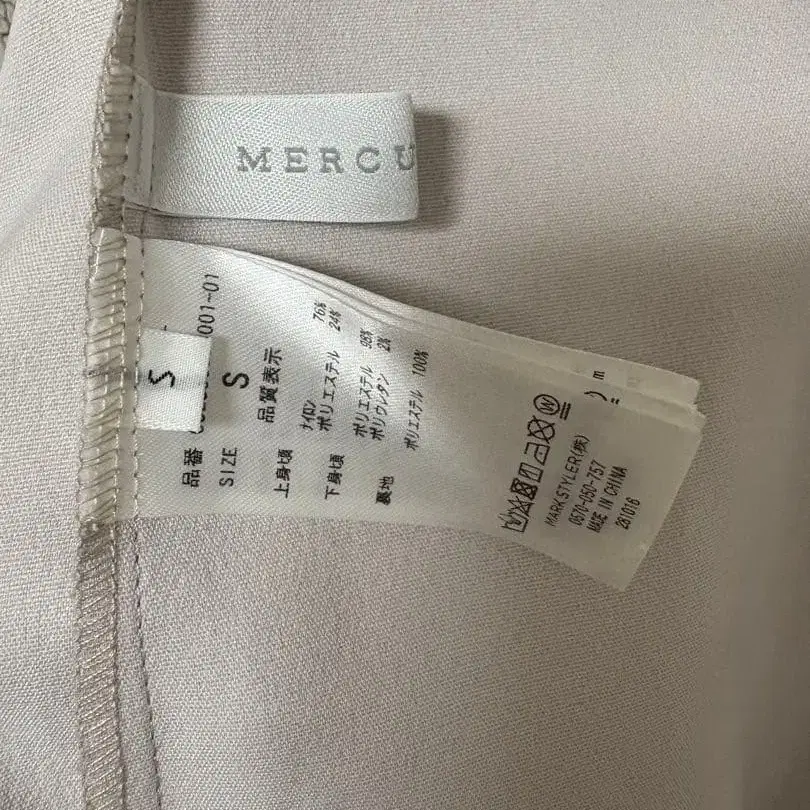 MERCU
S
品番 001-01
SIZE S
品質表示
上身頃 ナイロン 76%
ポリエステル 24%
下身頃 ポリエステル 98%
ポリウレタン 2%
裏地 ポリエステル 100%
MARK STYLER(株)
0570-050-757
MADE IN CHINA
281016